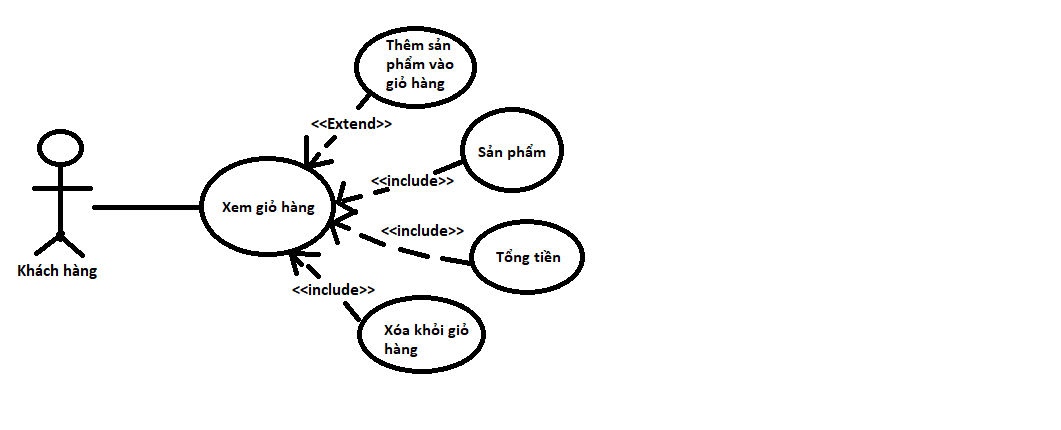 Thêm sản
phẩm vào
giỏ hàng
<<Extend>>
Sản phẩm
<<include>>
Xem giỏ hàng
<<include>>
Tổng tiền
Khách hàng
<<include>>
Xóa khỏi giỏ
hàng